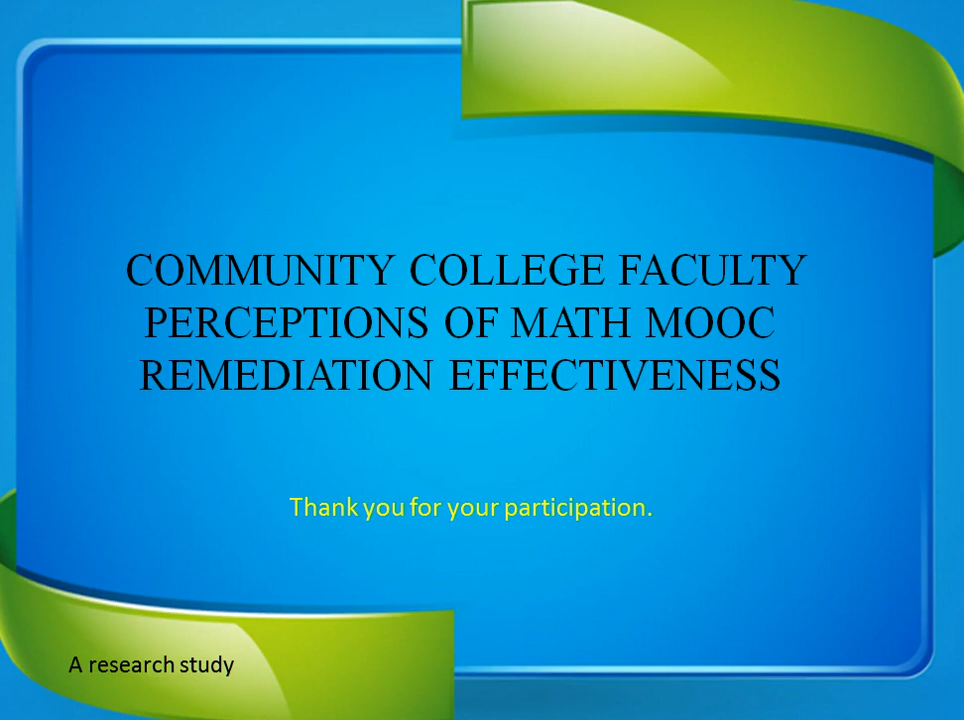 COMMUNITY COLLEGE FACULTY
PERCEPTIONS OF MATH MOOC
REMEDIATION EFFECTIVENESS
Thank you for your participation.
A research study